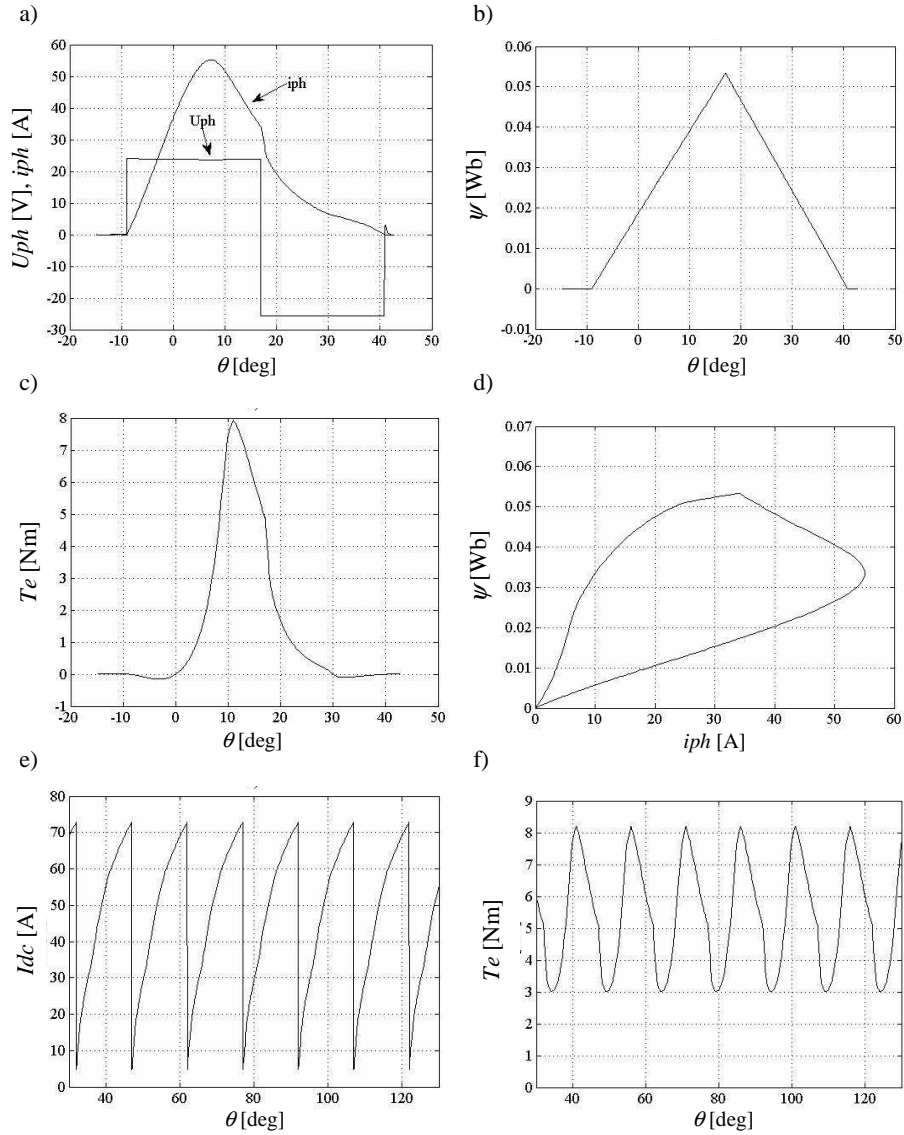 a)
Uph [V], iph [A]
60
50
40
30
20
10
0
-10
-20
-30
iph
Uph
-20 -10 0 10 20 30 40 50
θ [deg]
b)
ψ [Wb]
0.06
0.05
0.04
0.03
0.02
0.01
0
-0.01
-20 -10 0 10 20 30 40 50
θ [deg]
c)
Te [Nm]
8
7
6
5
4
3
2
1
0
-1
-20 -10 0 10 20 30 40 50
θ [deg]
d)
ψ [Wb]
0.07
0.06
0.05
0.04
0.03
0.02
0.01
0
0 10 20 30 40 50 60
iph [A]
e)
Idc [A]
80
70
60
50
40
30
20
10
0
40 60 80 100 120
θ [deg]
f)
Te [Nm]
9
8
7
6
5
4
3
2
1
0
40 60 80 100 120
θ [deg]